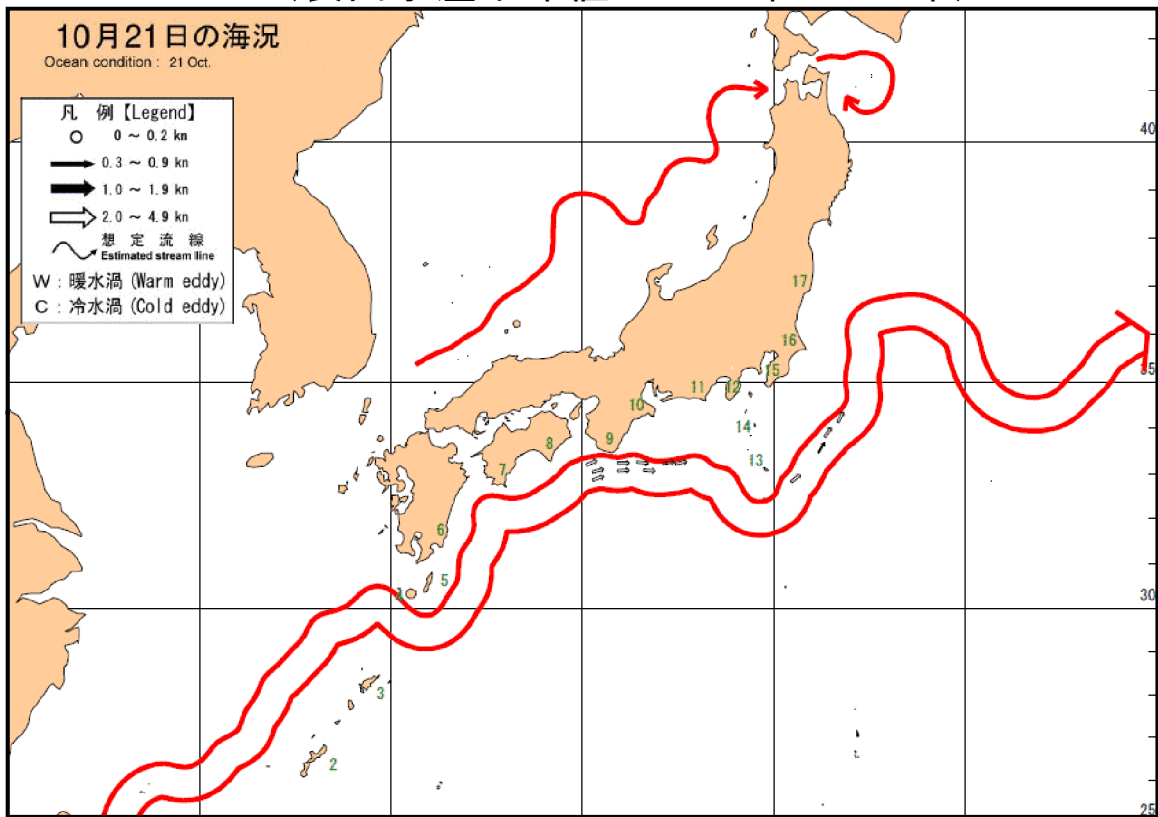 10月21日の海況
Ocean condition : 21 Oct.
凡 例【Legend】
0 ～ 0.2 kn
0.3 ～ 0.9 kn
1.0 ～ 1.9 kn
2.0 ～ 4.9 kn
想 定 流 線
Estimated stream line
W : 暖水渦 (Warm eddy)
C : 冷水渦 (Cold eddy)
40
17
16
15
35
12
11
10
14
9
8
13
7
6
5
30
3
2
25